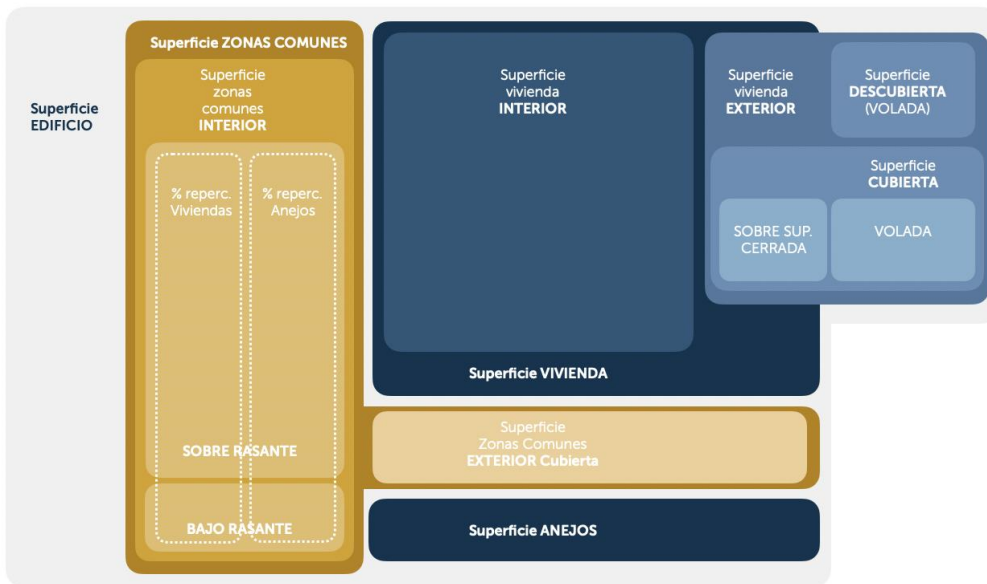 Superficie
EDIFICIO
Superficie ZONAS COMUNES
Superficie
zonas
comunes
INTERIOR
% reperc.
Viviendas
% reperc.
Anejos
SOBRE RASANTE
BAJO RASANTE
Superficie
vivienda
INTERIOR
Superficie VIVIENDA
Superficie
vivienda
EXTERIOR
Superficie
DESCUBIERTA
(VOLADA)
Superficie
CUBIERTA
SOBRE SUP.
CERRADA
VOLADA
Superficie
Zonas Comunes
EXTERIOR Cubierta
Superficie ANEJOS